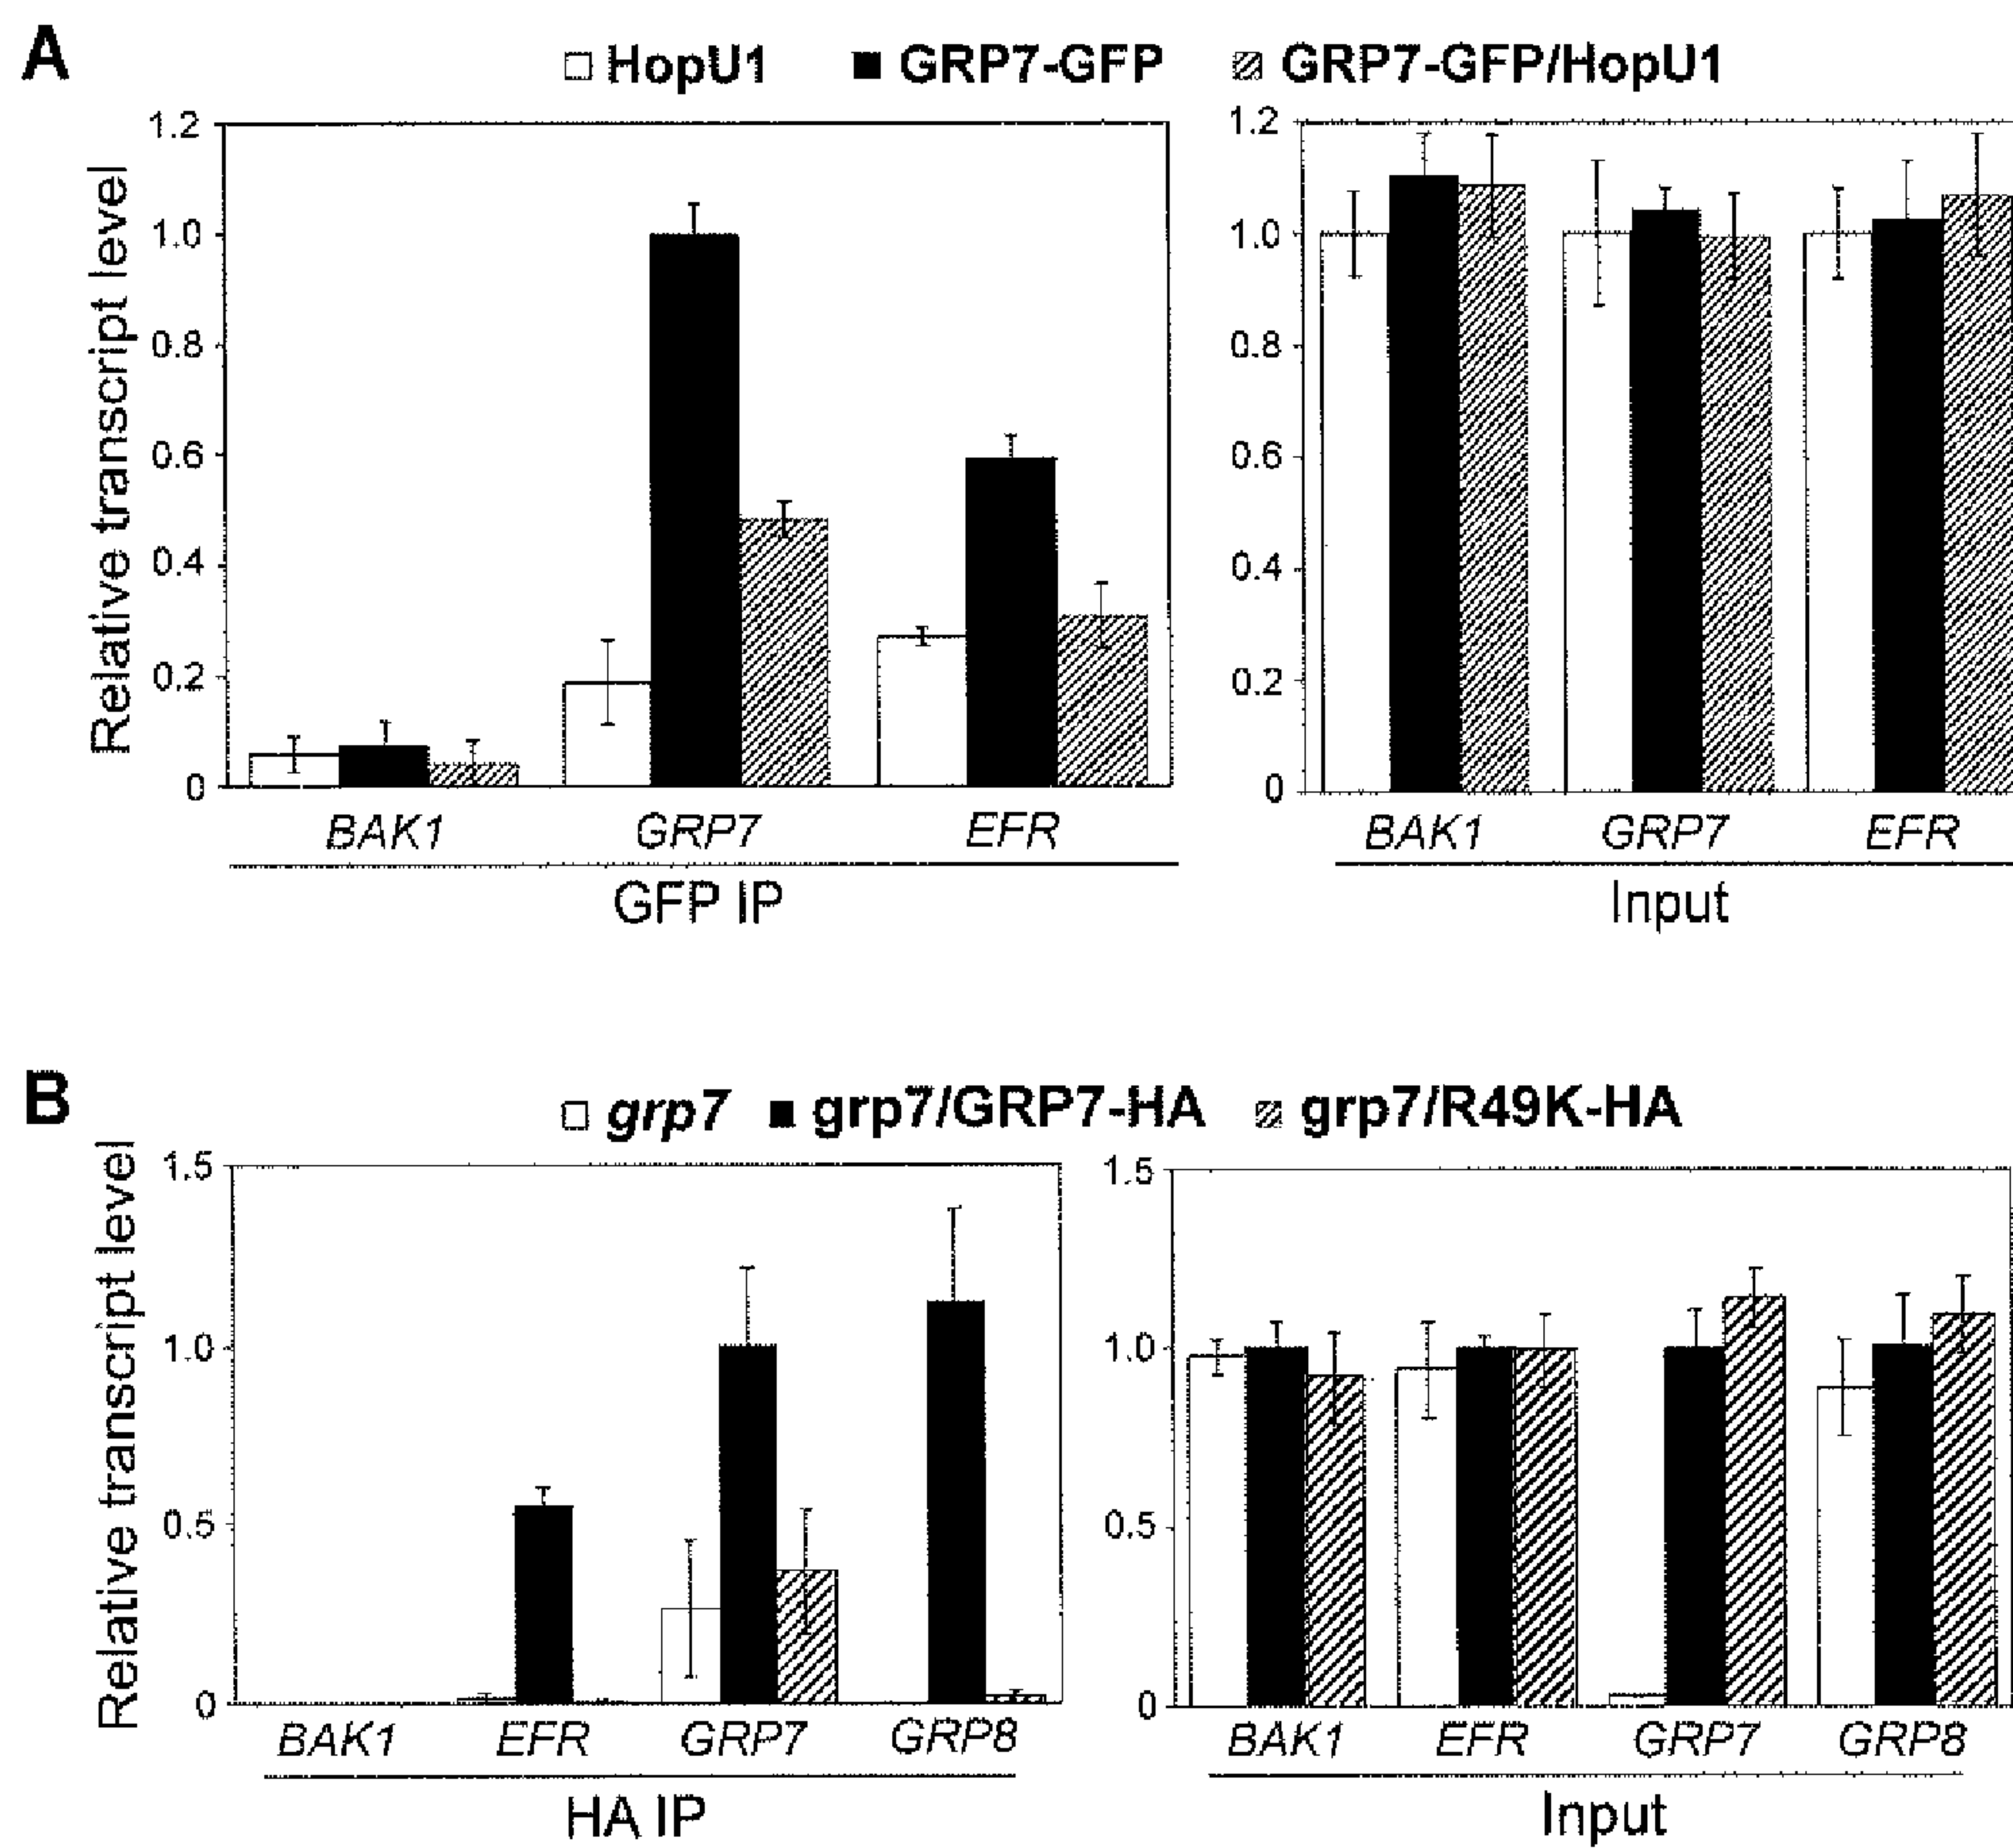 A
HopU1 GRP7-GFP GRP7-GFP/HopU1
Relative transcript level
1.2
1.0
0.8
0.6
0.4
0.2
0
BAK1 GRP7 EFR
GFP IP
1.2
1.0
0.8
0.6
0.4
0.2
0
BAK1 GRP7 EFR
Input
B
grp7 grp7/GRP7-HA grp7/R49K-HA
Relative transcript level
1.5
1.0
0.5
0
BAK1 EFR GRP7 GRP8
HA IP
1.5
1.0
0.5
0
BAK1 EFR GRP7 GRP8
Input